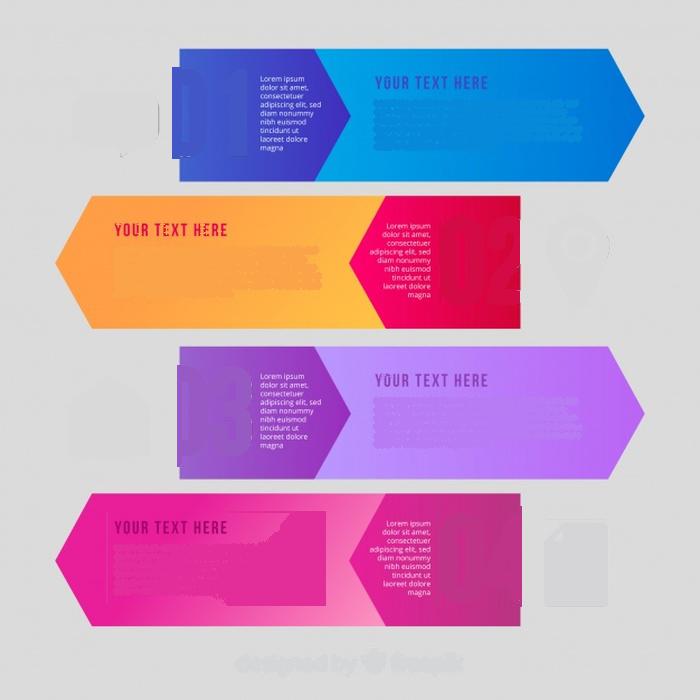 01
Lorem ipsum
dolor sit amet,
consectetuer
adipiscing elit, sed
diam nonummy
nibh euismod
tincidunt ut
laoreet dolore
magna
YOUR TEXT HERE
YOUR TEXT HERE
Lorem ipsum
dolor sit amet,
consectetuer
adipiscing elit, sed
diam nonummy
nibh euismod
tincidunt ut
laoreet dolore
magna
02
03
Lorem ipsum
dolor sit amet,
consectetuer
adipiscing elit, sed
diam nonummy
nibh euismod
tincidunt ut
laoreet dolore
magna
YOUR TEXT HERE
YOUR TEXT HERE
Lorem ipsum
dolor sit amet,
consectetuer
adipiscing elit, sed
diam nonummy
nibh euismod
tincidunt ut
laoreet dolore
magna
04
designed by freepik